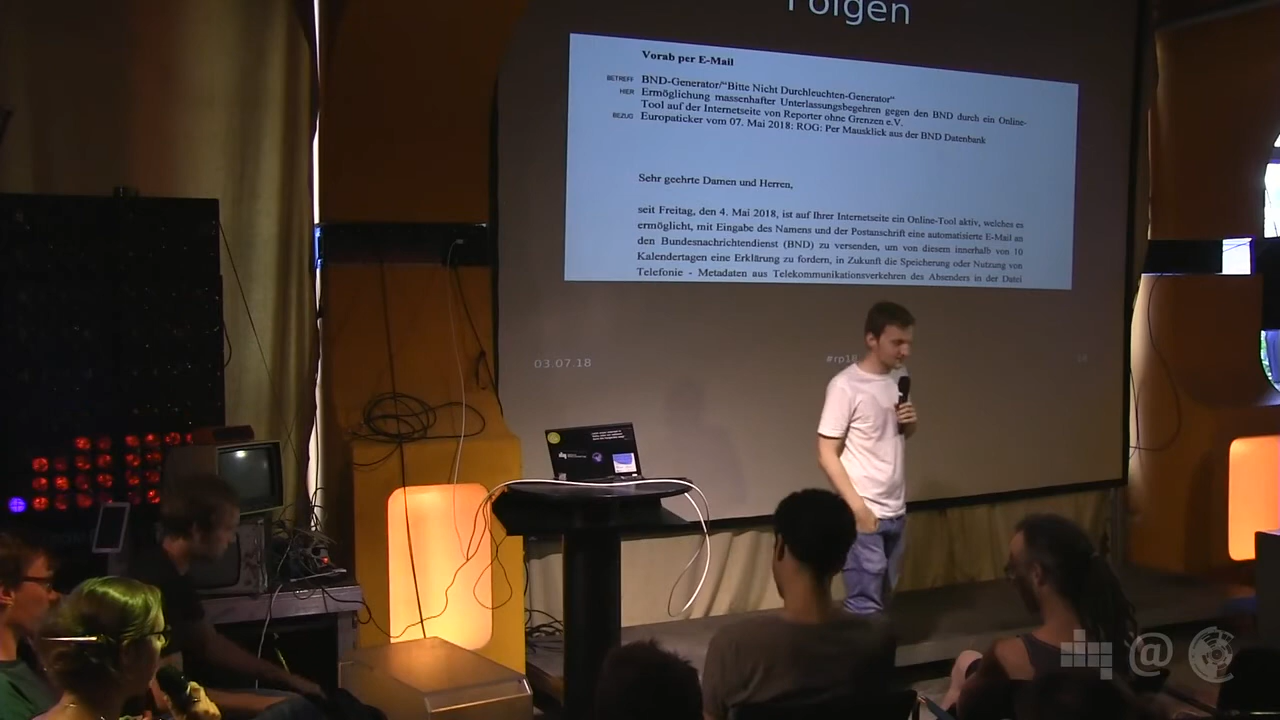 Folgen
Vorab per E-Mail
BETREFF BND-Generator/"Bitte Nicht Durchleuchten-Generator"
HIER Ermöglichung massenhafter Unterlassungsbegehren gegen den BND durch ein Online-
Tool auf der Internetseite von Reporter ohne Grenzen e.V.
BEZUG Europaticker vom 07. Mai 2018: ROG: Per Mausklick aus der BND Datenbank
Sehr geehrte Damen und Herren,
seit Freitag, den 4. Mai 2018, ist auf Ihrer Internetseite ein Online-Tool aktiv, welches es
ermöglicht, mit Eingabe des Namens und der Postanschrift eine automatisierte E-Mail an
den Bundesnachrichtendienst (BND) zu versenden, um von diesem innerhalb von 10
Kalendertagen eine Erklärung zu fordern, in Zukunft die Speicherung oder Nutzung von
Telefonie - Metadaten aus Telekommunikationsverkehren des Absenders in der Datei
03.07.18 #rp18
@